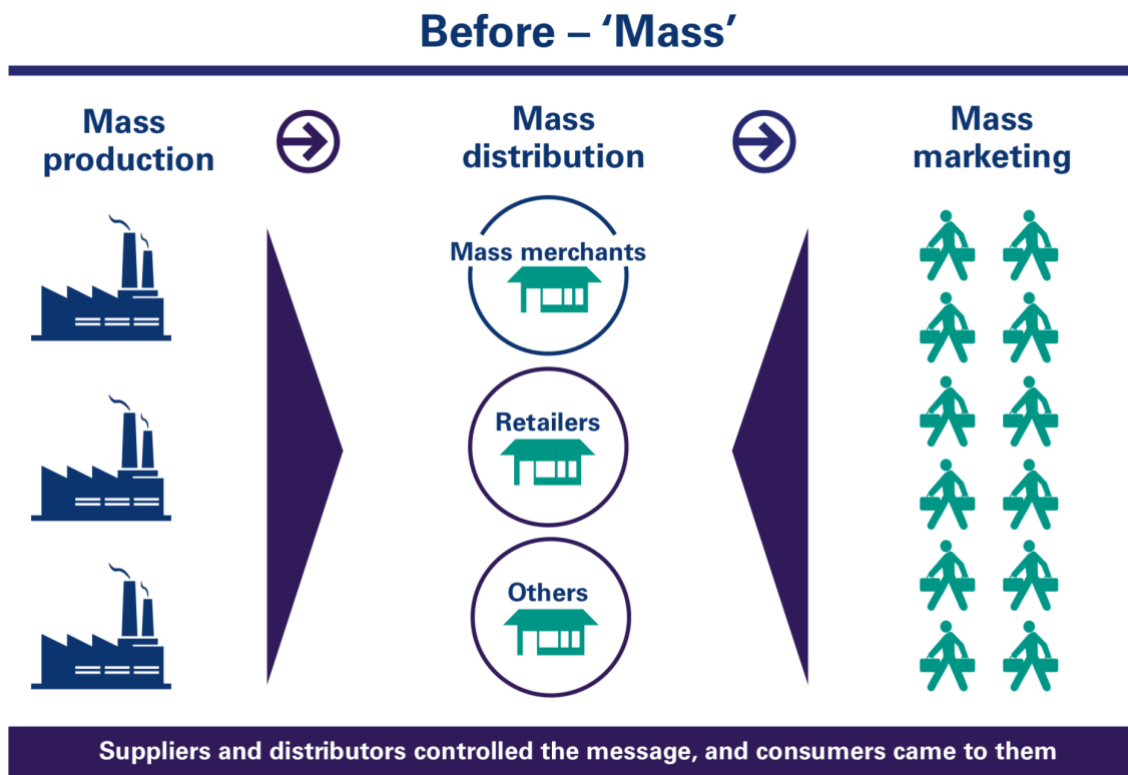 Before – ‘Mass’
Mass
production
Mass
distribution
Mass
marketing
Mass merchants
Retailers
Others
Suppliers and distributors controlled the message, and consumers came to them